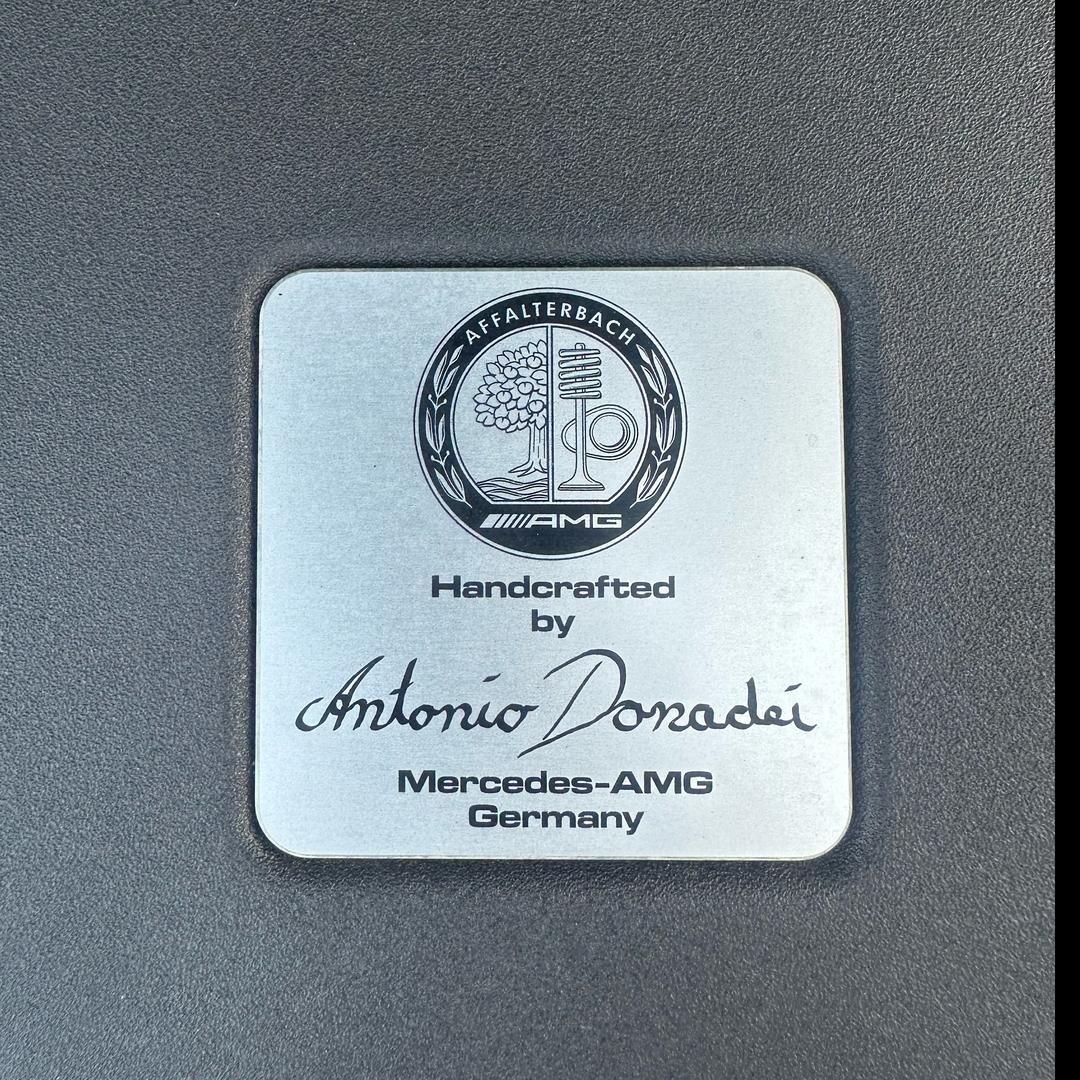 AFFALTERBACH
AMG
Handcrafted
by
Antonio Donadei
Mercedes-AMG
Germany